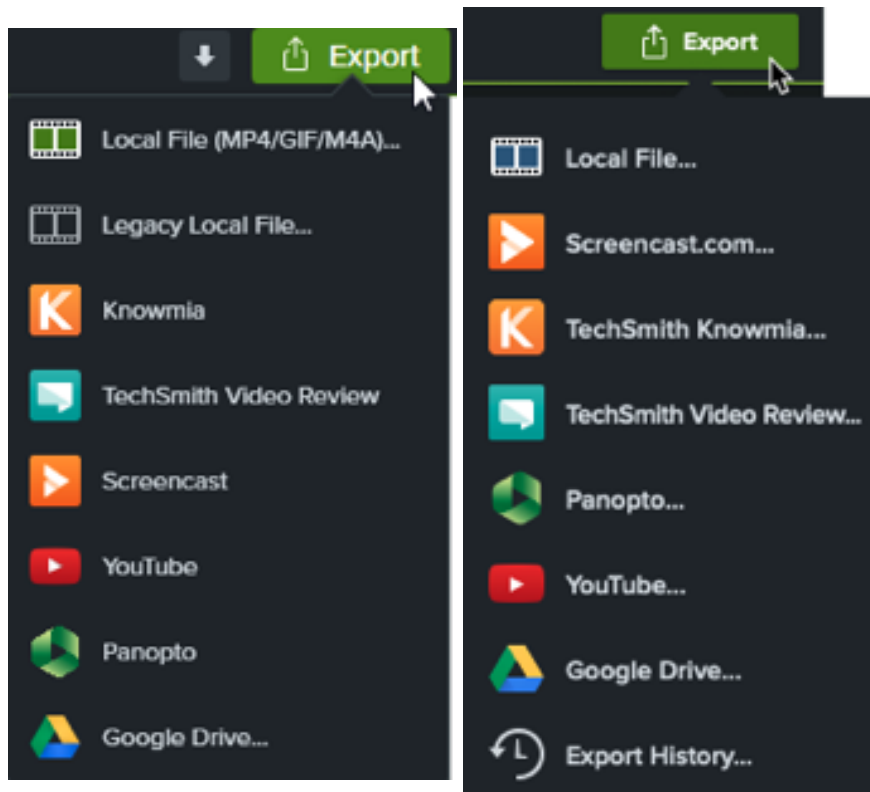 Export
Local File (MP4/GIF/M4A)...
Legacy Local File...
Knowmia
TechSmith Video Review
Screencast
YouTube
Panopto
Google Drive...
Export
Local File...
Screencast.com...
TechSmith Knowmia...
TechSmith Video Review...
Panopto...
YouTube...
Google Drive...
Export History...